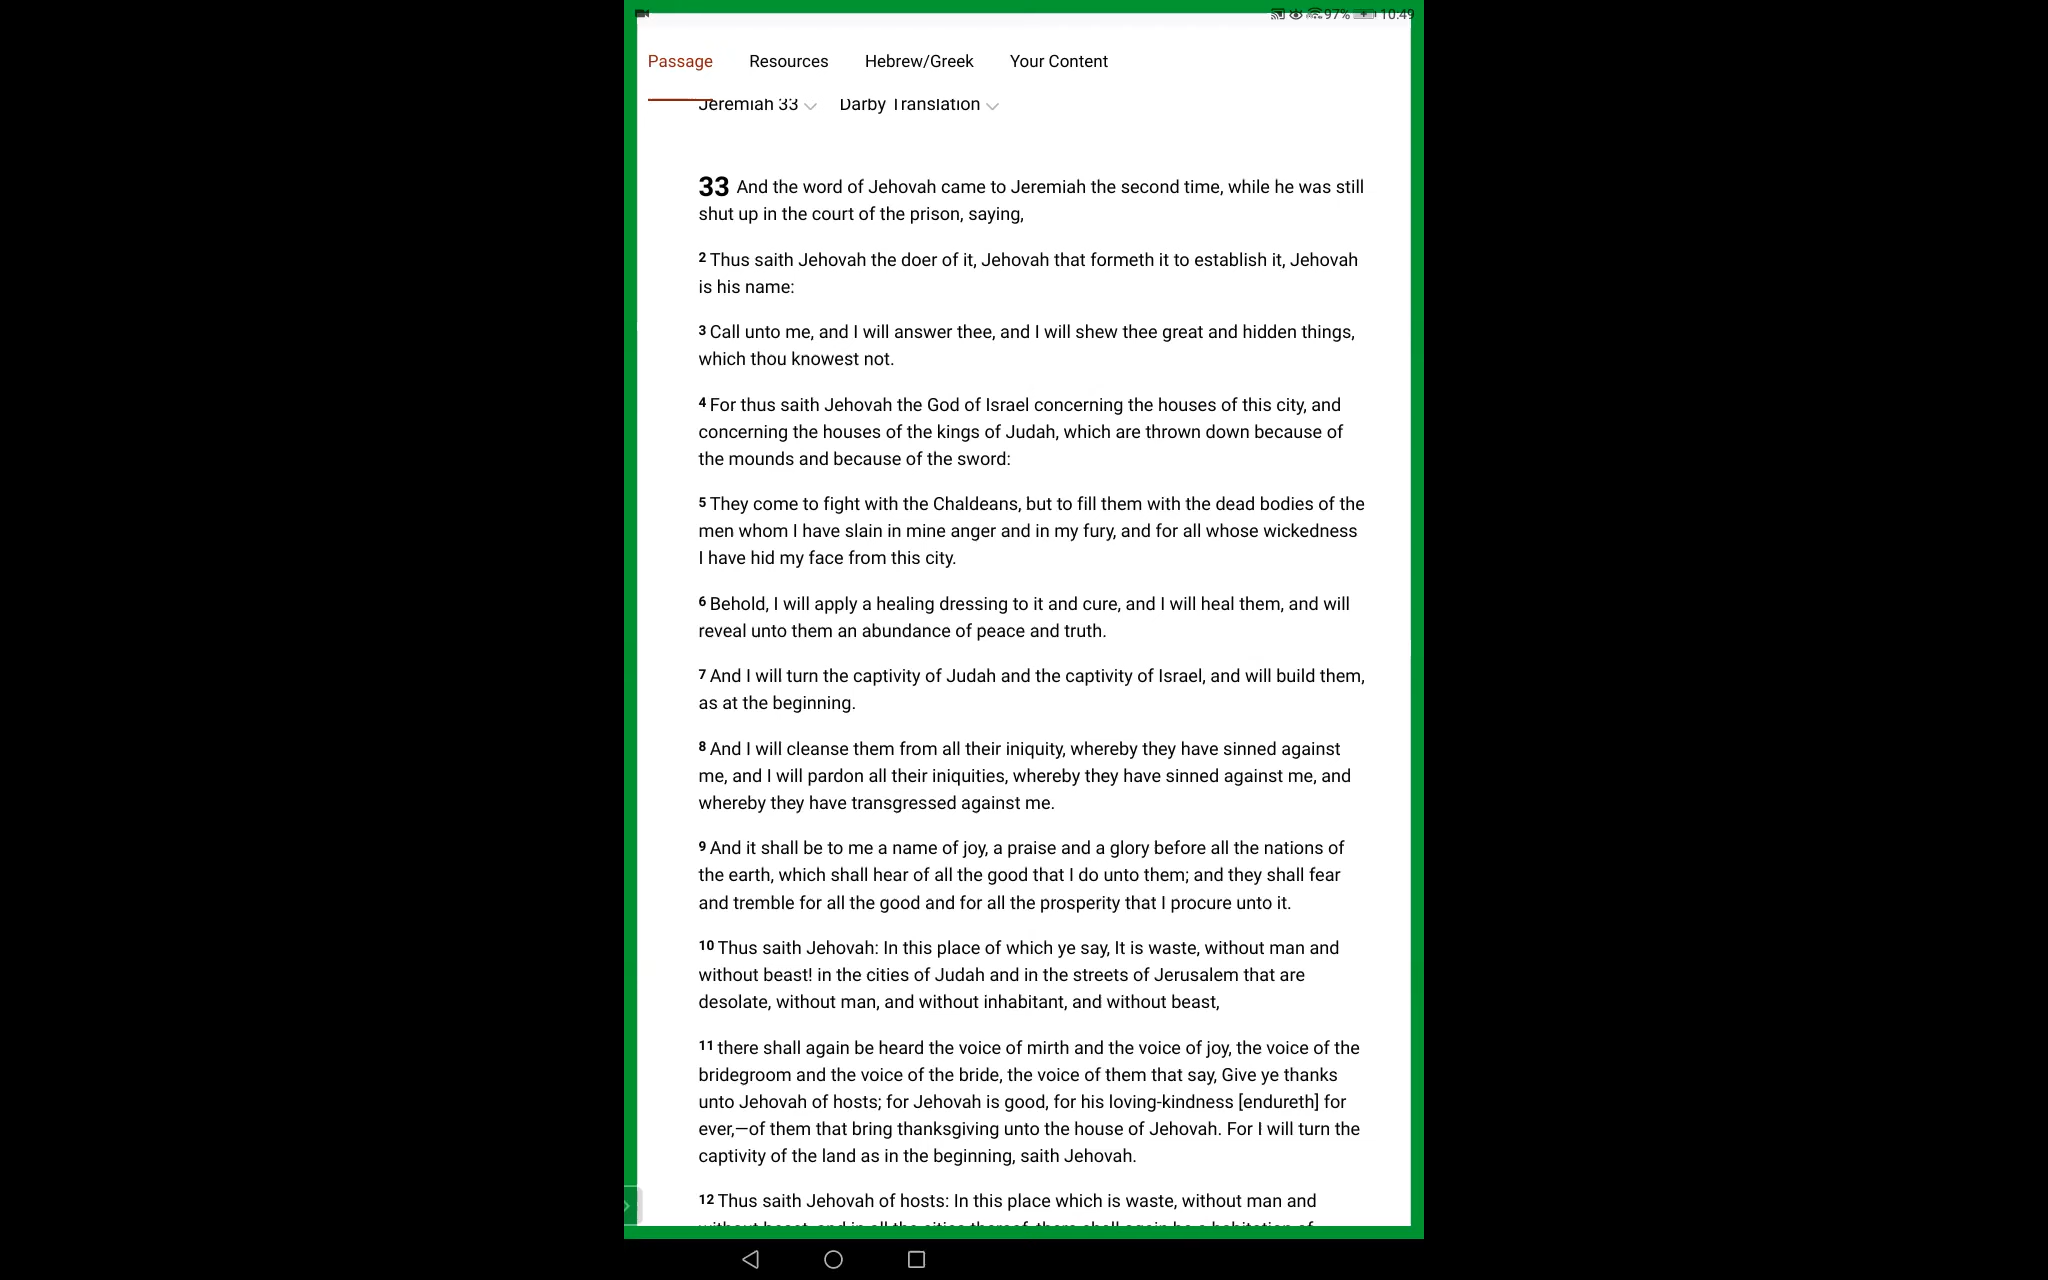 97% 10:49
Passage Resources Hebrew/Greek Your Content
Jeremiah 33 Darby Translation
33 And the word of Jehovah came to Jeremiah the second time, while he was still
shut up in the court of the prison, saying,
2 Thus saith Jehovah the doer of it, Jehovah that formeth it to establish it, Jehovah
is his name:
3 Call unto me, and I will answer thee, and I will shew thee great and hidden things,
which thou knowest not.
4 For thus saith Jehovah the God of Israel concerning the houses of this city, and
concerning the houses of the kings of Judah, which are thrown down because of
the mounds and because of the sword:
5 They come to fight with the Chaldeans, but to fill them with the dead bodies of the
men whom I have slain in mine anger and in my fury, and for all whose wickedness
I have hid my face from this city.
6 Behold, I will apply a healing dressing to it and cure, and I will heal them, and will
reveal unto them an abundance of peace and truth.
7 And I will turn the captivity of Judah and the captivity of Israel, and will build them,
as at the beginning.
8 And I will cleanse them from all their iniquity, whereby they have sinned against
me, and I will pardon all their iniquities, whereby they have sinned against me, and
whereby they have transgressed against me.
9 And it shall be to me a name of joy, a praise and a glory before all the nations of
the earth, which shall hear of all the good that I do unto them; and they shall fear
and tremble for all the good and for all the prosperity that I procure unto it.
10 Thus saith Jehovah: In this place of which ye say, It is waste, without man and
without beast! in the cities of Judah and in the streets of Jerusalem that are
desolate, without man, and without inhabitant, and without beast,
11 there shall again be heard the voice of mirth and the voice of joy, the voice of the
bridegroom and the voice of the bride, the voice of them that say, Give ye thanks
unto Jehovah of hosts; for Jehovah is good, for his loving-kindness [endureth] for
ever,—of them that bring thanksgiving unto the house of Jehovah. For I will turn the
captivity of the land as in the beginning, saith Jehovah.
12 Thus saith Jehovah of hosts: In this place which is waste, without man and
without beast, and in all the cities thereof, there shall again be a habitation of